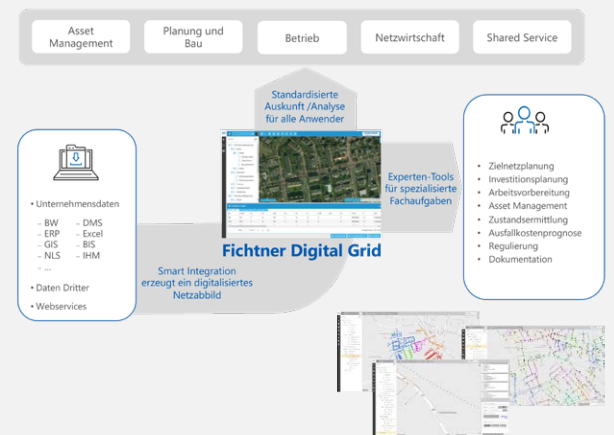 Asset
Management
Planung und
Bau
Betrieb
Netzwirtschaft
Shared Service
Standardisierte
Auskunft /Analyse
für alle Anwender
• Unternehmensdaten
– BW
– DMS
– ERP
– Excel
– GIS
– BIS
– NLS
– IHM
– ...
• Daten Dritter
• Webservices
Experten-Tools
für spezialisierte
Fachaufgaben
• Zielnetzplanung
• Investitionsplanung
• Arbeitsvorbereitung
• Asset Management
• Zustandsermittlung
• Ausfallkostenprognose
• Regulierung
• Dokumentation
Fichtner Digital Grid
Smart Integration
erzeugt ein digitalisiertes
Netzabbild